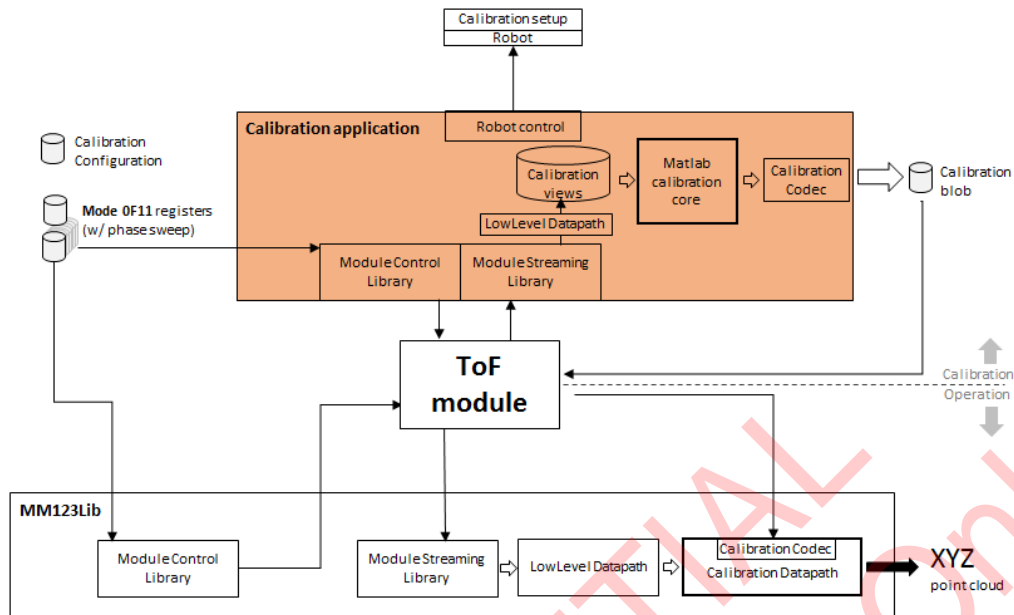 Calibration setup
Robot
Calibration application
Robot control
Calibration
Configuration
Calibration
views
Matlab
calibration
core
Calibration
Codec
Calibration
blob
Mode 0F11 registers
(w/ phase sweep)
LowLevel Datapath
Module Control
Library
Module Streaming
Library
ToF
module
Calibration
Operation
MM123Lib
Module Control
Library
Module Streaming
Library
LowLevel Datapath
Calibration Codec
Calibration Datapath
XYZ
point cloud